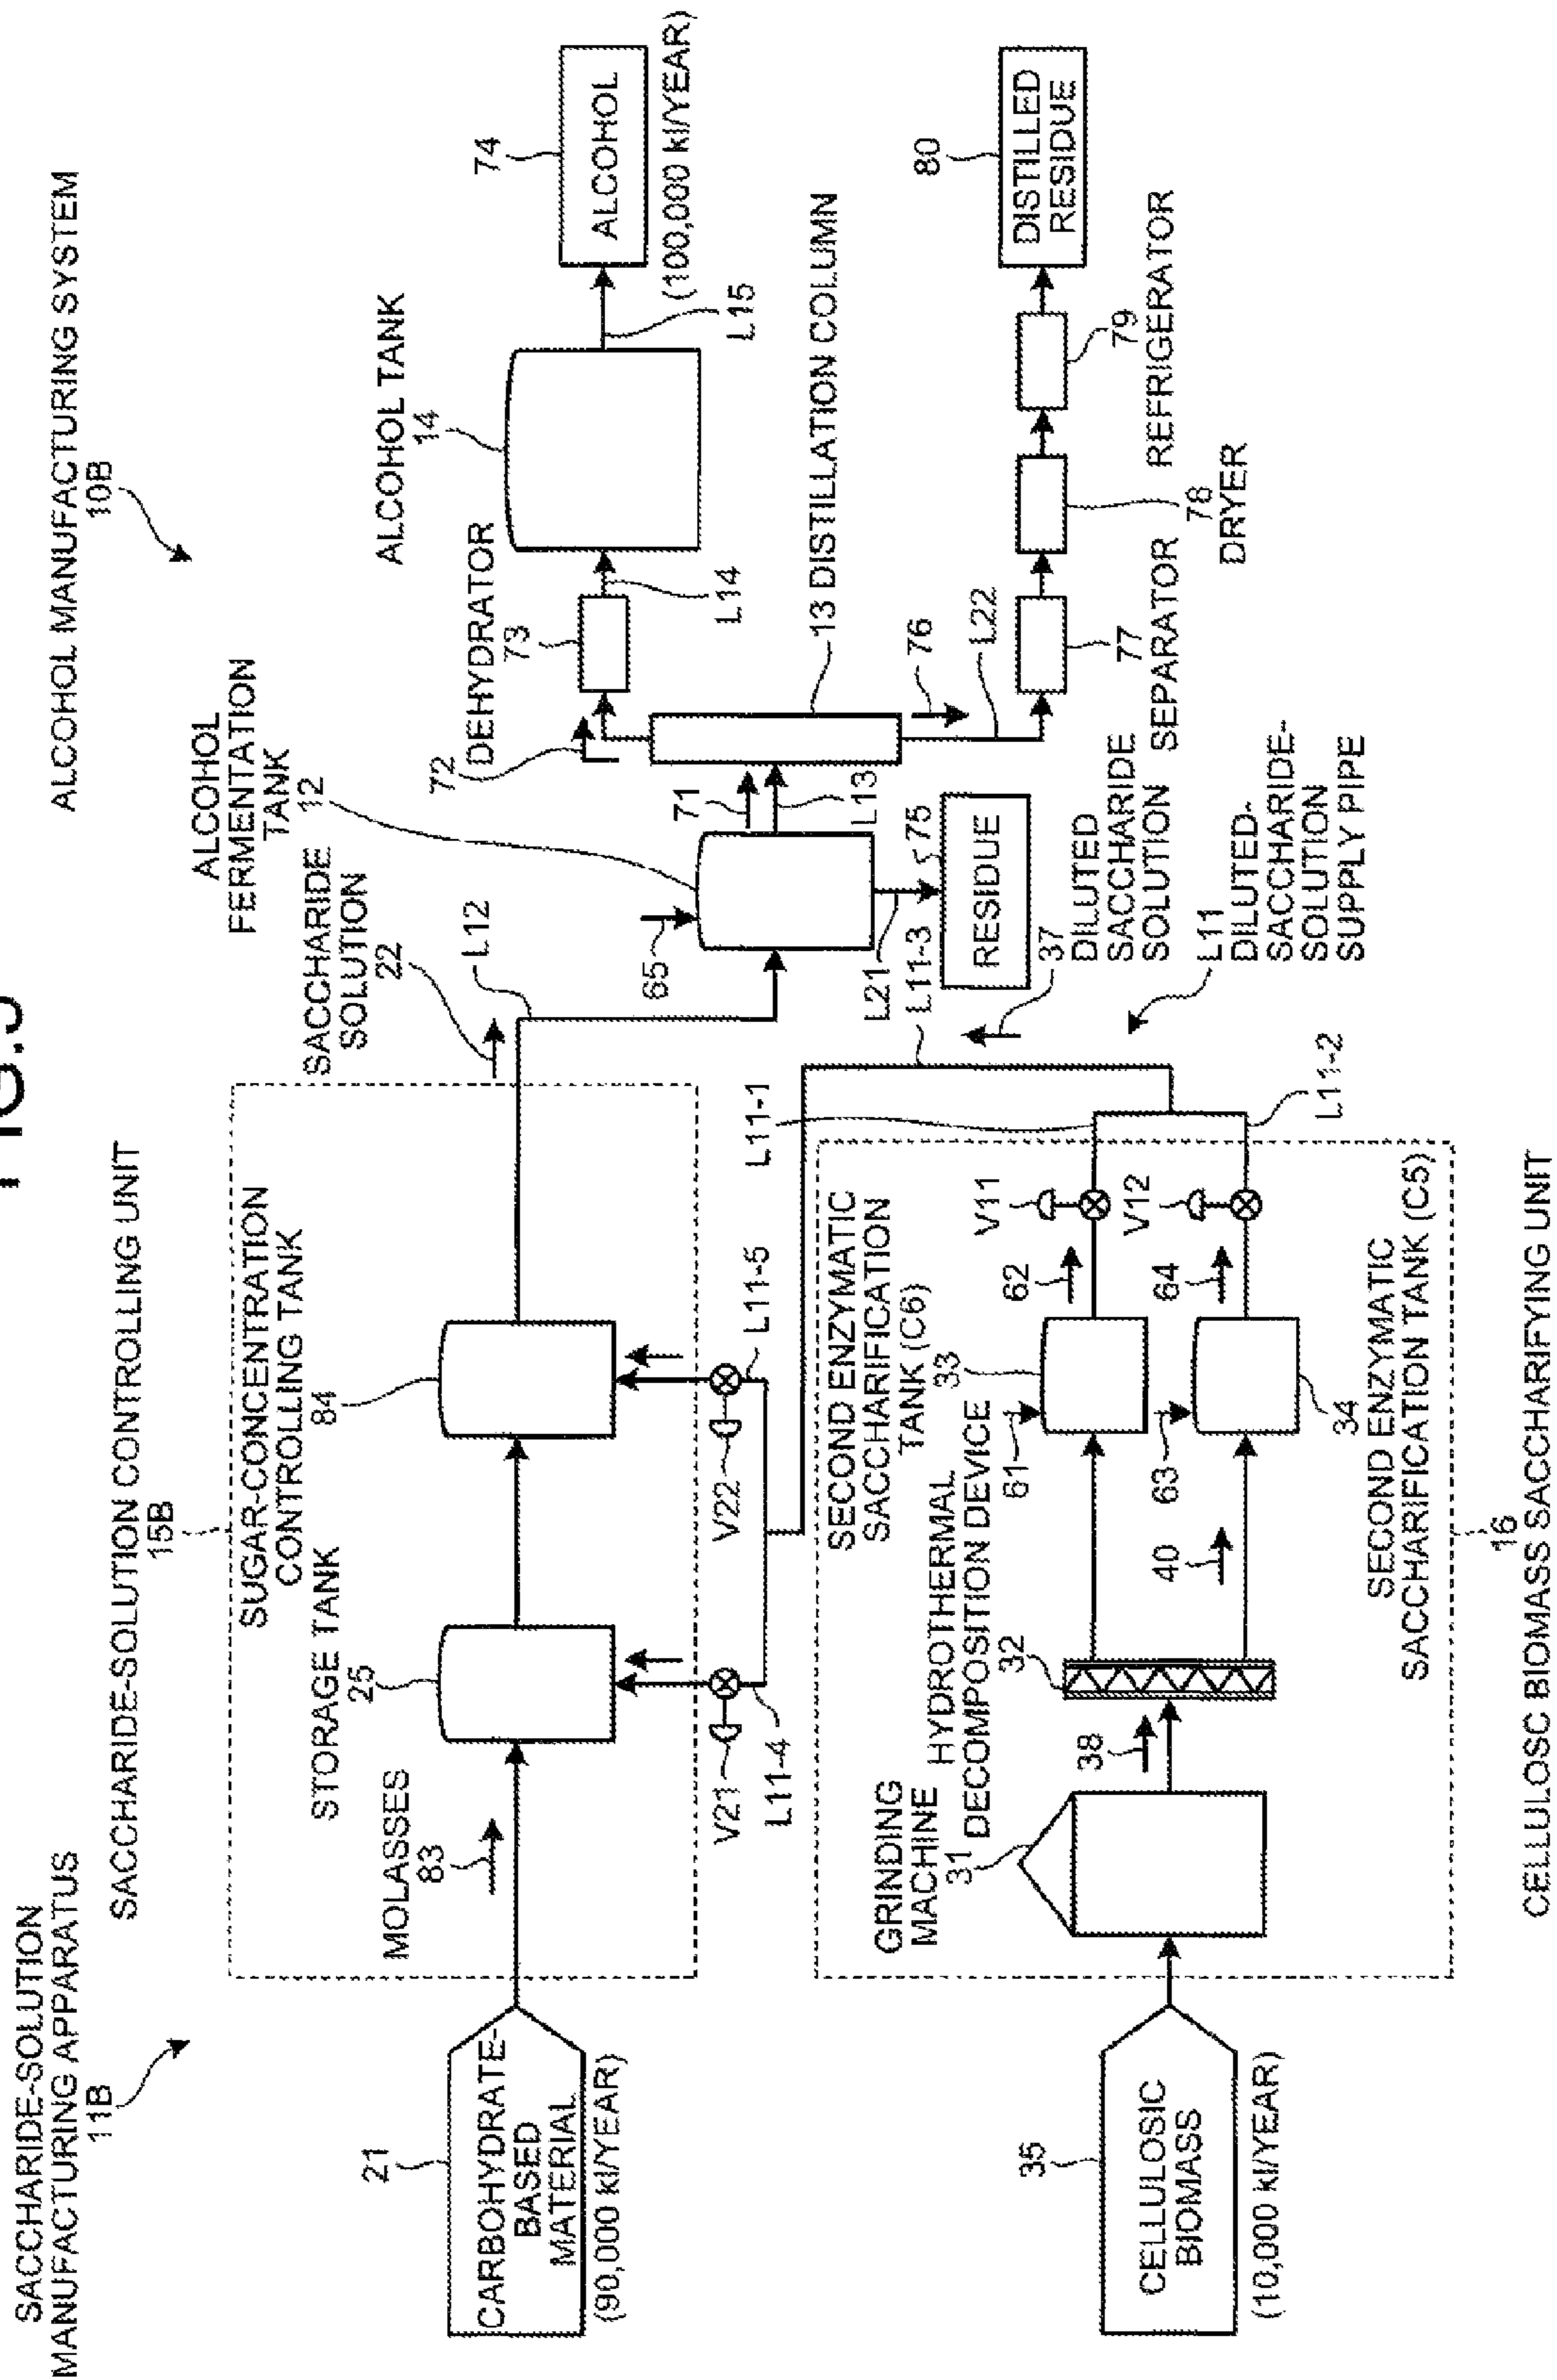 FIG.5
ALCOHOL MANUFACTURING SYSTEM
10B
SACCHARIDE-SOLUTION
MANUFACTURING APPARATUS
11B
SACCHARIDE-SOLUTION CONTROLLING UNIT
15B
21
CARBOHYDRATE-
BASED
MATERIAL
(90,000 kl/YEAR)
MOLASSES
83
STORAGE TANK
25
SUGAR-CONCENTRATION
CONTROLLING TANK
84
V21
L11-4
V22
L11-5
SACCHARIDE
SOLUTION
22
L12
ALCOHOL
FERMENTATION
TANK
12
65
71
L13
L21
75
RESIDUE
72
DEHYDRATOR
73
L14
ALCOHOL TANK
14
L15
74
ALCOHOL
(100,000 kl/YEAR)
13 DISTILLATION COLUMN
76
L22
77
SEPARATOR
78
DRYER
79
REFRIGERATOR
80
DISTILLED
RESIDUE
35
CELLULOSIC
BIOMASS
(10,000 kl/YEAR)
GRINDING
MACHINE
31
38
HYDROTHERMAL
DECOMPOSITION DEVICE
32
40
SECOND ENZYMATIC
SACCHARIFICATION
TANK (C6)
33
61
62
V11
L11-1
63
64
V12
L11-2
34
SECOND ENZYMATIC
SACCHARIFICATION TANK (C5)
L11-3
37
DILUTED
SACCHARIDE
SOLUTION
L11
DILUTED-
SACCHARIDE-
SOLUTION
SUPPLY PIPE
16
CELLULOSC BIOMASS SACCHARIFYING UNIT